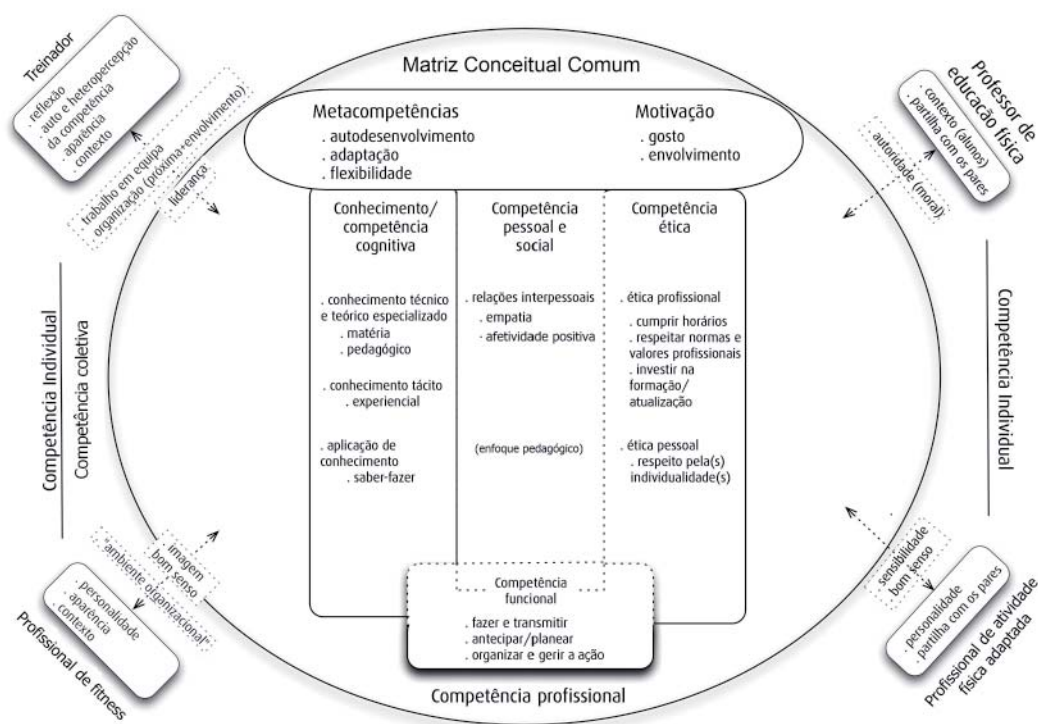 Matriz Conceitual Comum
Metacompetências
. autodesenvolvimento
. adaptação
. flexibilidade
Motivação
. gosto
. envolvimento
Conhecimento/
competência
cognitiva
. conhecimento técnico
e teórico especializado
. matéria
. pedagógico
. conhecimento tácito
. experiencial
. aplicação de
conhecimento
. saber-fazer
Competência
pessoal e
social
. relações interpessoais
. empatia
. afetividade positiva
(enfoque pedagógico)
Competência
ética
. ética profissional
. cumprir horários
. respeitar normas e
valores profissionais
. investir na
formação/
atualização
. ética pessoal
. respeito pela(s)
individualidade(s)
Competência
funcional
. fazer e transmitir
. antecipar/planear
. organizar e gerir a ação
Competência profissional
Treinador
. reflexão
. auto e heteropercepção
da competência
. aparência
. contexto
trabalho em equipa
organização (próxima+envolvimento)
liderança
Competência Individual
Competência coletiva
imagem
bom senso
"ambiente organizacional"
. personalidade
. aparência
. contexto
Profissional de fitness
Professor de
educação física
. contexto (alunos)
. partilha com os pares
autoridade (moral)
Competência Individual
sensibilidade
bom senso
. personalidade
. partilha com os pares
Profissional de atividade
física adaptada